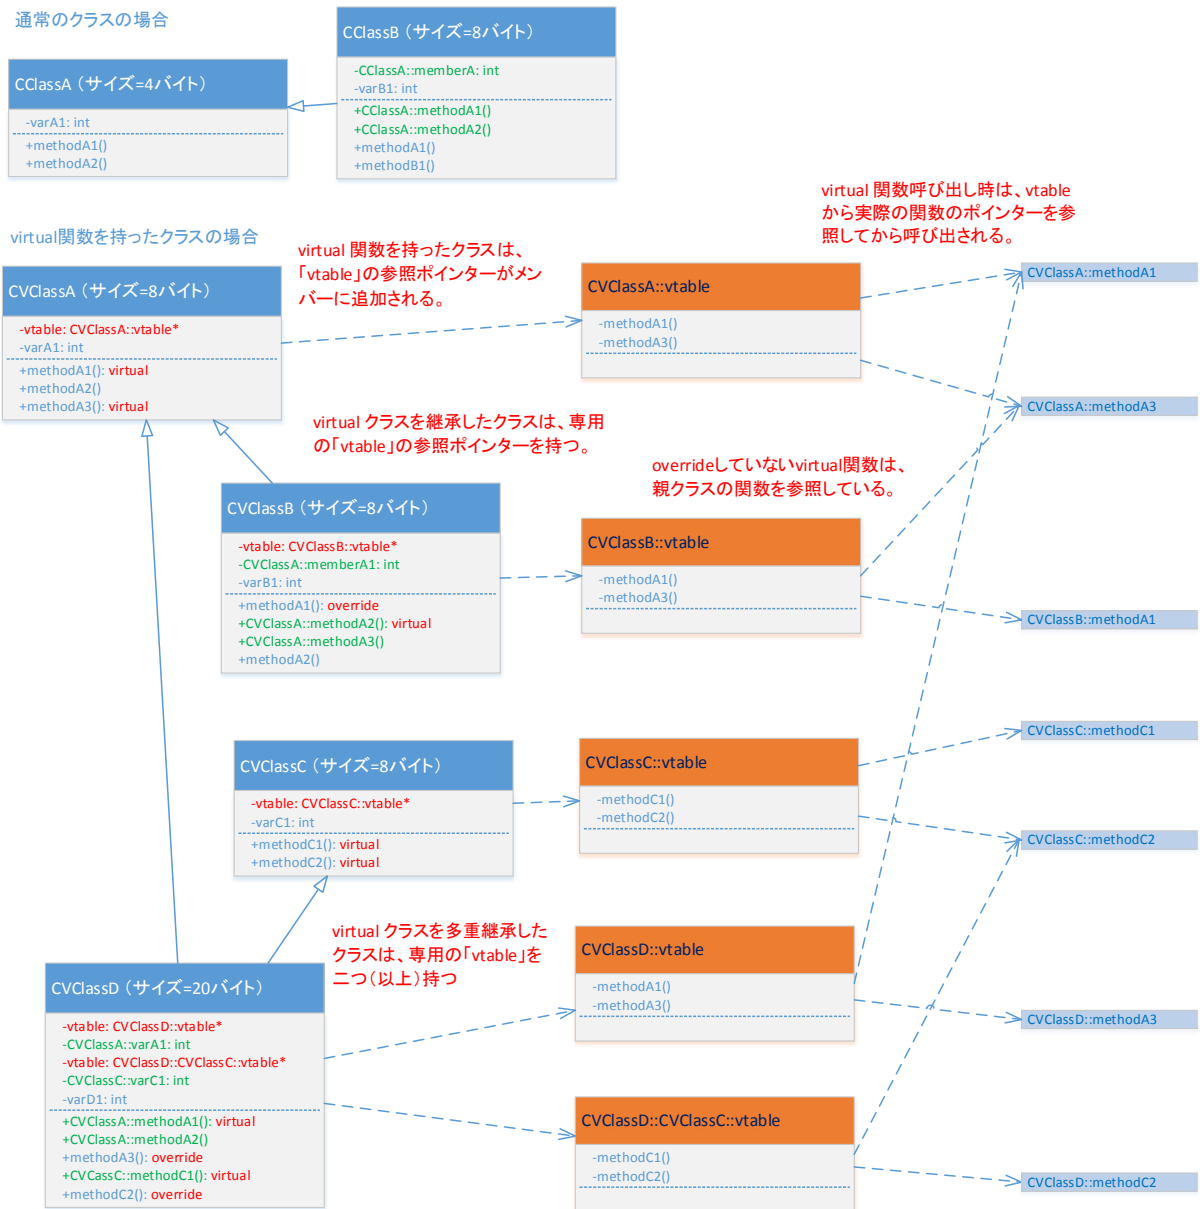 通常のクラスの場合
CClassA（サイズ=4バイト）
-varA1: int
+methodA1()
+methodA2()
CClassB（サイズ=8バイト）
-CClassA::memberA: int
-varB1: int
+CClassA::methodA1()
+CClassA::methodA2()
+methodA1()
+methodB1()
virtual関数を持ったクラスの場合
CVClassA（サイズ=8バイト）
-vtable: CVClassA::vtable*
-varA1: int
+methodA1(): virtual
+methodA2()
+methodA3(): virtual
virtual 関数を持ったクラスは、
「vtable」の参照ポインターがメン
バーに追加される。
CVClassA::vtable
-methodA1()
-methodA3()
virtual 関数呼び出し時は、vtable
から実際の関数のポインターを参
照してから呼び出される。
CVClassA::methodA1
CVClassA::methodA3
virtual クラスを継承したクラスは、専用
の「vtable」の参照ポインターを持つ。
overrideしていないvirtual関数は、
親クラスの関数を参照している。
CVClassB（サイズ=8バイト）
-vtable: CVClassB::vtable*
-CVClassA::memberA1: int
-varB1: int
+methodA1(): override
+CVClassA::methodA2(): virtual
+CVClassA::methodA3()
+methodA2()
CVClassB::vtable
-methodA1()
-methodA3()
CVClassB::methodA1
CVClassC（サイズ=8バイト）
-vtable: CVClassC::vtable*
-varC1: int
+methodC1(): virtual
+methodC2(): virtual
CVClassC::vtable
-methodC1()
-methodC2()
CVClassC::methodC1
CVClassC::methodC2
virtual クラスを多重継承した
クラスは、専用の「vtable」を
二つ（以上）持つ
CVClassD（サイズ=20バイト）
-vtable: CVClassD::vtable*
-CVClassA::varA1: int
-vtable: CVClassD::CVClassC::vtable*
-CVClassC::varC1: int
-varD1: int
+CVClassA::methodA1(): virtual
+CVClassA::methodA2()
+methodA3(): override
+CVCassC::methodC1(): virtual
+methodC2(): override
CVClassD::vtable
-methodA1()
-methodA3()
CVClassD::methodA3
CVClassD::CVClassC::vtable
-methodC1()
-methodC2()
CVClassD::methodC2